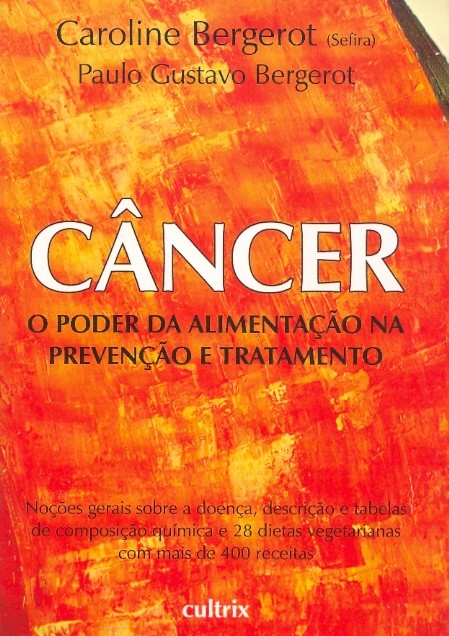 Caroline Bergerot (Sefira)
Paulo Gustavo Bergerot
CÂNCER
O PODER DA ALIMENTAÇÃO NA
PREVENÇÃO E TRATAMENTO
Noções gerais sobre a doença, descrição e tabelas
de composição química e 28 dietas vegetarianas
com mais de 400 receitas
cultrix